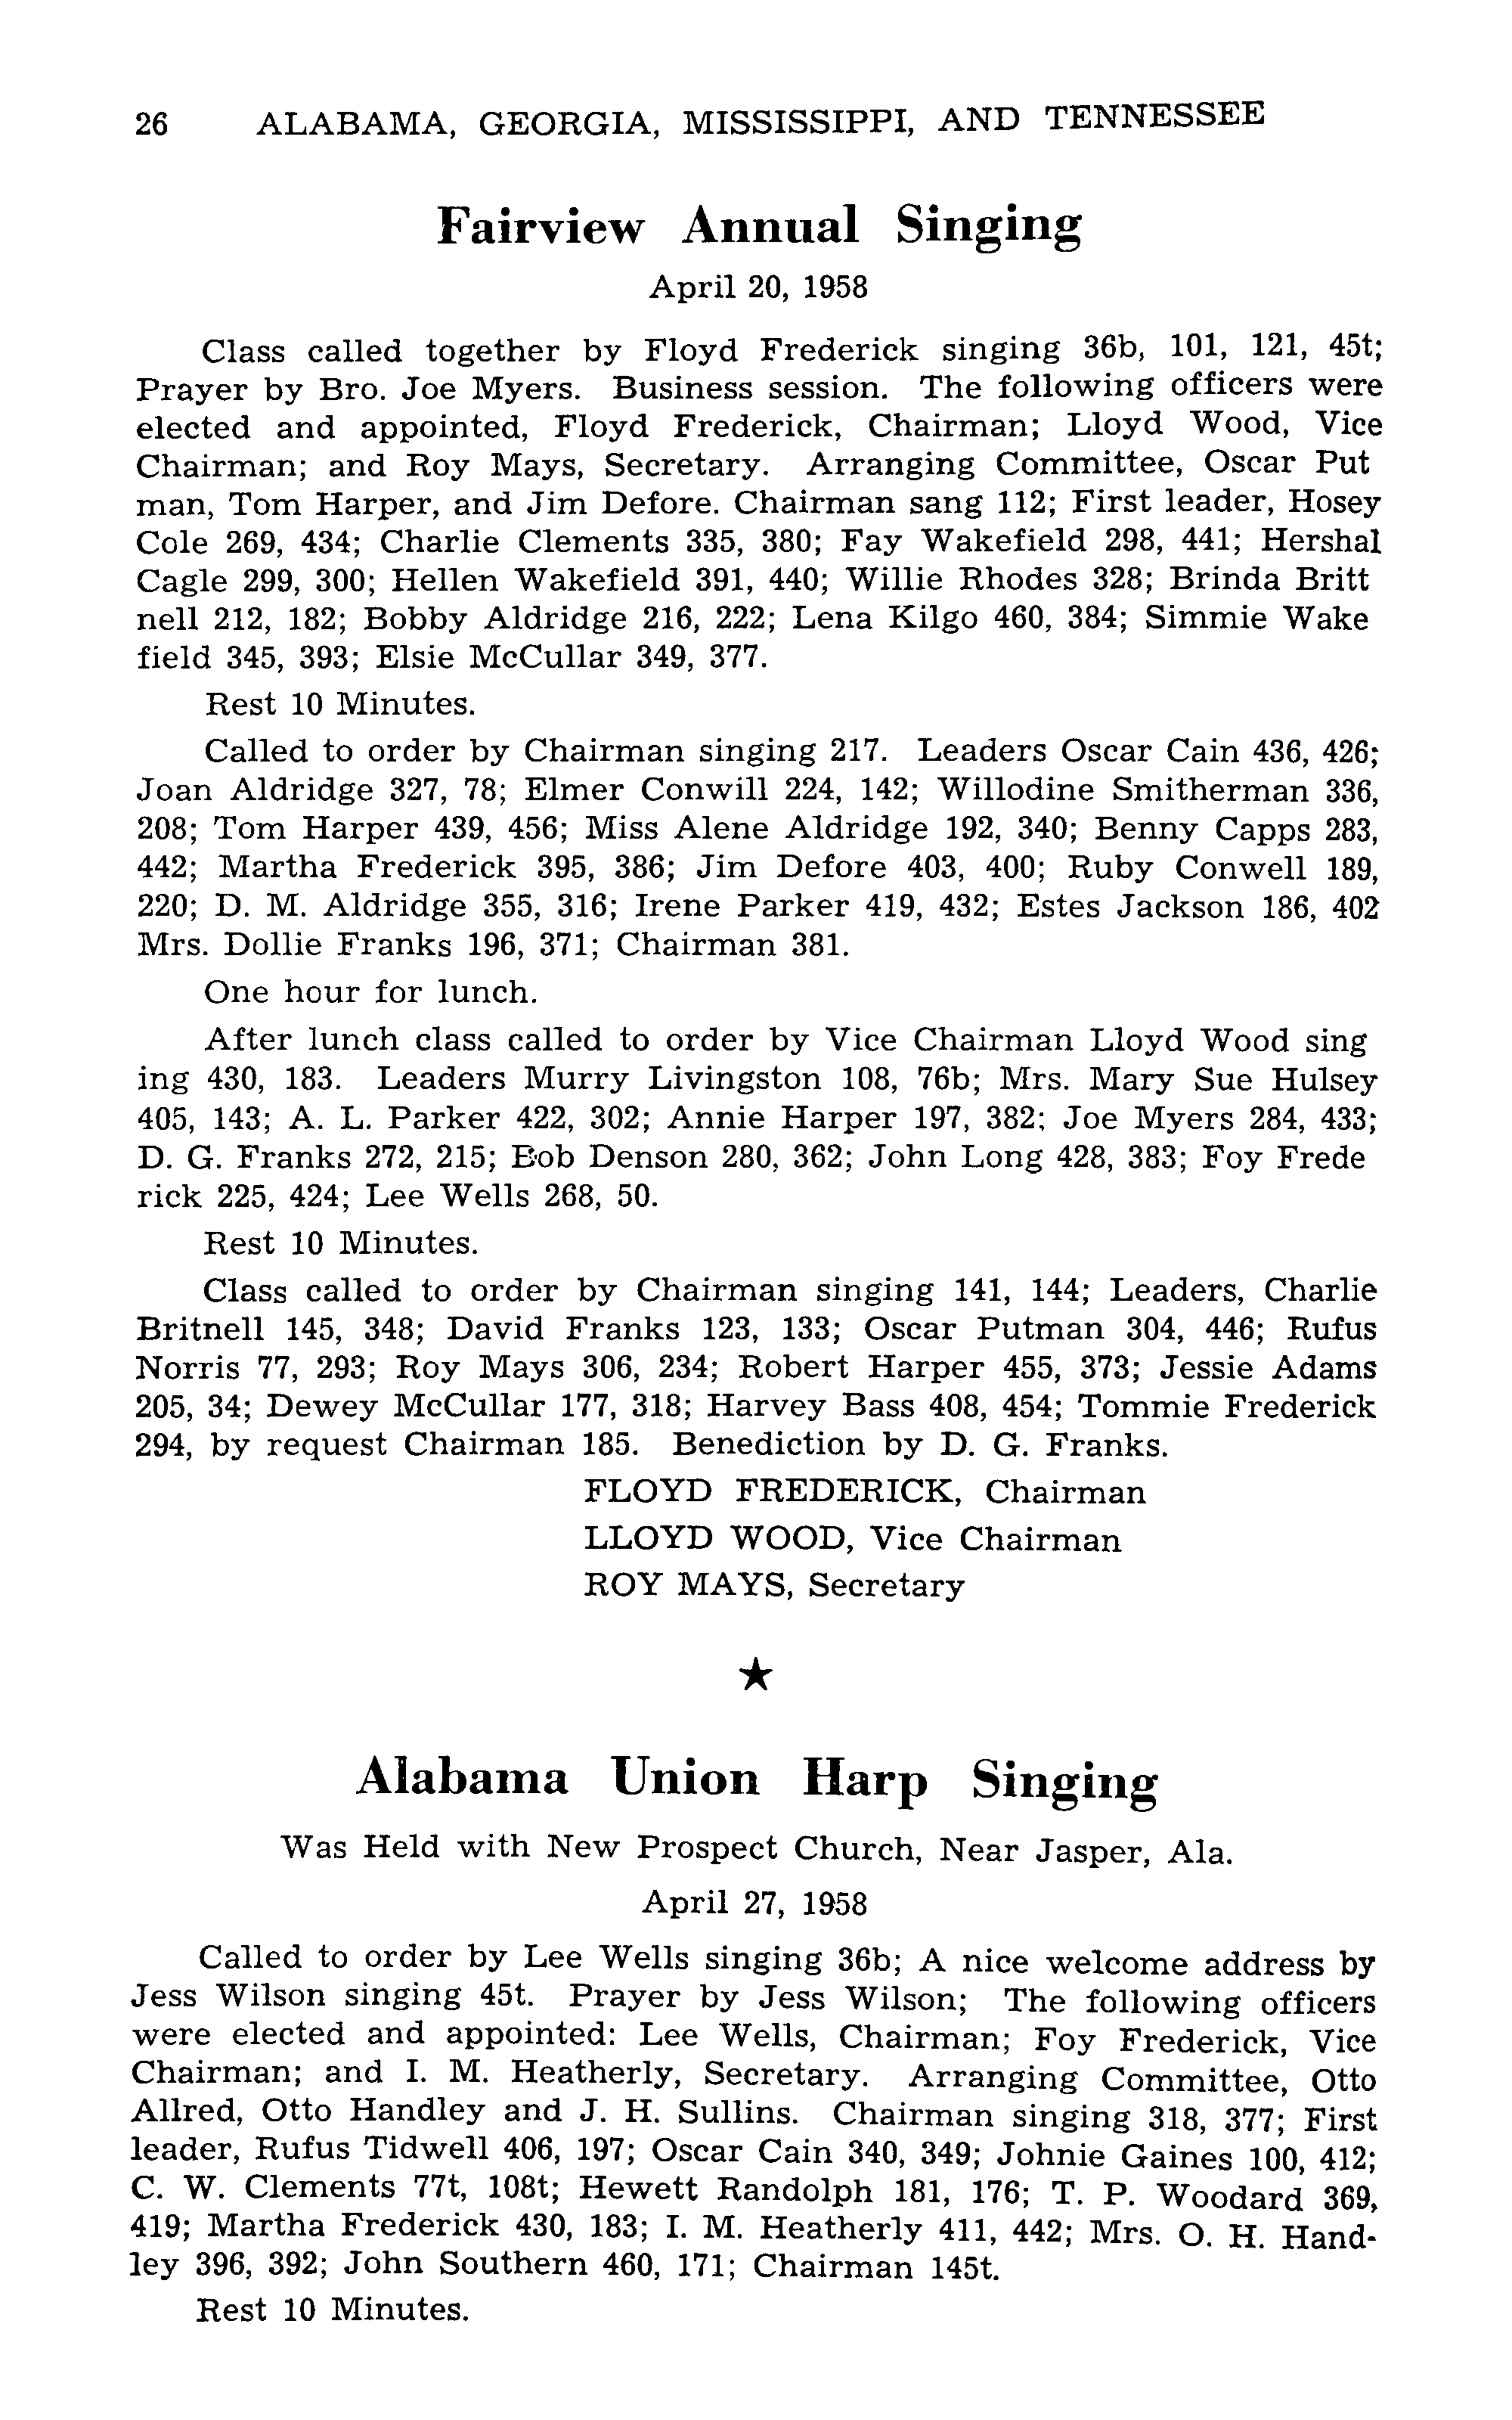 26 ALABAMA, GEORGIA, MISSISSIPPI, AND TENNESSEE
Fairview Annual Singing
April 20, 1958
Class called together by Floyd Frederick singing 36b, 101, 121, 45t;
Prayer by Bro. Joe Myers. Business session. The following officers were
elected and appointed, Floyd Frederick, Chairman; Lloyd Wood, Vice
Chairman; and Roy Mays, Secretary. Arranging Committee, Oscar Put
man, Tom Harper, and Jim Defore. Chairman sang 112; First leader, Hosey
Cole 269, 434; Charlie Clements 335, 380; Fay Wakefield 298, 441; Hershal
Cagle 299, 300; Hellen Wakefield 391, 440; Willie Rhodes 328; Brinda Britt
nell 212, 182; Bobby Aldridge 216, 222; Lena Kilgo 460, 384; Simmie Wake
field 345, 393; Elsie McCullar 349, 377.
Rest 10 Minutes.
Called to order by Chairman singing 217. Leaders Oscar Cain 436, 426;
Joan Aldridge 327, 78; Elmer Conwill 224, 142; Willodine Smitherman 336,
208; Tom Harper 439, 456; Miss Alene Aldridge 192, 340; Benny Capps 283,
442; Martha Frederick 395, 386; Jim Defore 403, 400; Ruby Conwell 189,
220; D. M. Aldridge 355, 316; Irene Parker 419, 432; Estes Jackson 186, 402
Mrs. Dollie Franks 196, 371; Chairman 381.
One hour for lunch.
After lunch class called to order by Vice Chairman Lloyd Wood sing
ing 430, 183. Leaders Murry Livingston 108, 76b; Mrs. Mary Sue Hulsey
405, 143; A. L. Parker 422, 302; Annie Harper 197, 382; Joe Myers 284, 433;
D. G. Franks 272, 215; Bob Denson 280, 362; John Long 428, 383; Foy Frede
rick 225, 424; Lee Wells 268, 50.
Rest 10 Minutes.
Class called to order by Chairman singing 141, 144; Leaders, Charlie
Britnell 145, 348; David Franks 123, 133; Oscar Putman 304, 446; Rufus
Norris 77, 293; Roy Mays 306, 234; Robert Harper 455, 373; Jessie Adams
205, 34; Dewey McCullar 177, 318; Harvey Bass 408, 454; Tommie Frederick
294, by request Chairman 185. Benediction by D. G. Franks.
FLOYD FREDERICK, Chairman
LLOYD WOOD, Vice Chairman
ROY MAYS, Secretary
Alabama Union Harp Singing
Was Held with New Prospect Church, Near Jasper, Ala.
April 27, 1958
Called to order by Lee Wells singing 36b; A nice welcome address by
Jess Wilson singing 45t. Prayer by Jess Wilson; The following officers
were elected and appointed: Lee Wells, Chairman; Foy Frederick, Vice
Chairman; and I. M. Heatherly, Secretary. Arranging Committee, Otto
Allred, Otto Handley and J. H. Sullins. Chairman singing 318, 377; First
leader, Rufus Tidwell 406, 197; Oscar Cain 340, 349; Johnie Gaines 100, 412;
C. W. Clements 77t, 108t; Hewett Randolph 181, 176; T. P. Woodard 369,
419; Martha Frederick 430, 183; I. M. Heatherly 411, 442; Mrs. O. H. Hand-
ley 396, 392; John Southern 460, 171; Chairman 145t.
Rest 10 Minutes.